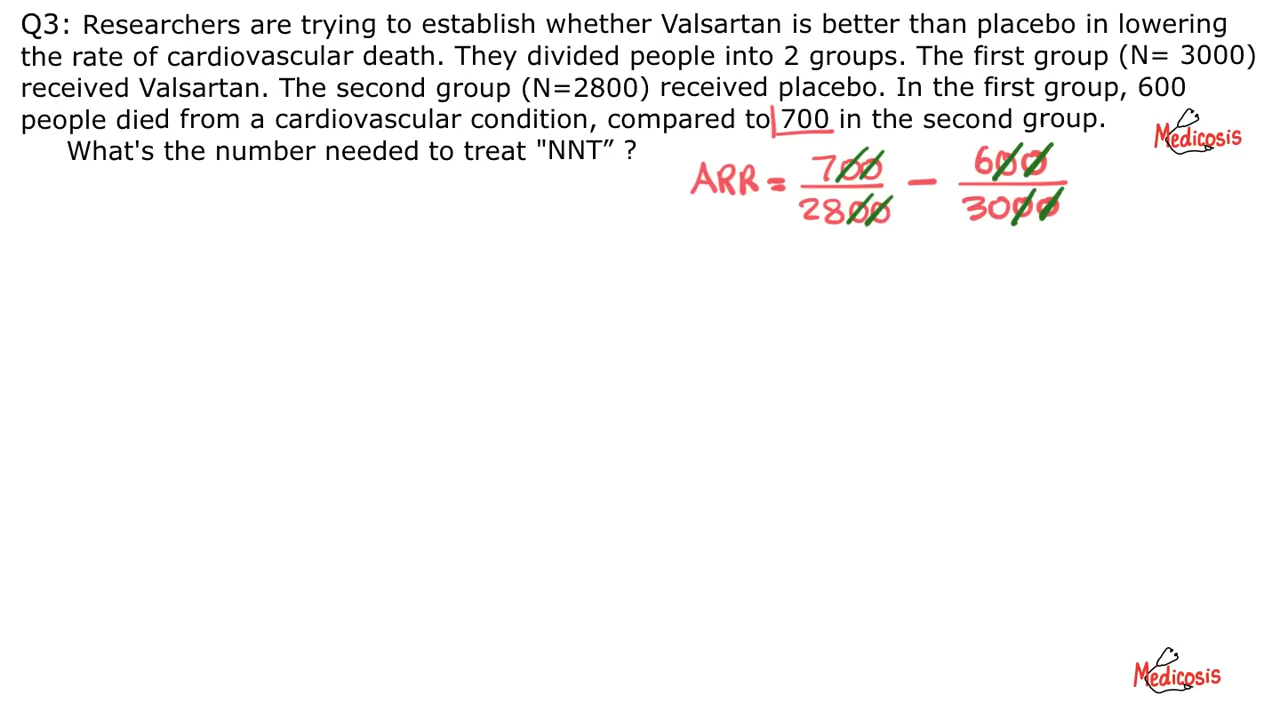 Q3: Researchers are trying to establish whether Valsartan is better than placebo in lowering
the rate of cardiovascular death. They divided people into 2 groups. The first group (N= 3000)
received Valsartan. The second group (N=2800) received placebo. In the first group, 600
people died from a cardiovascular condition, compared to 700 in the second group.
What's the number needed to treat "NNT” ?
Medicosis
ARR = 700/2800 − 600/3000
Medicosis